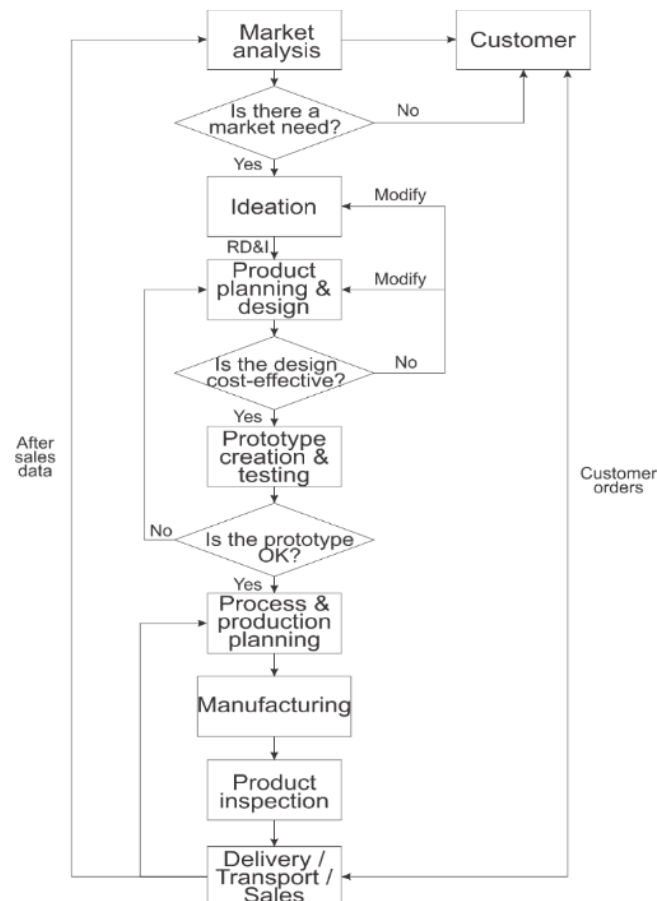 Market
analysis
Customer
Is there a
market need?
No
Yes
Ideation
Modify
RD&I
Product
planning &
design
Modify
Is the design
cost-effective?
No
Yes
Prototype
creation &
testing
After
sales
data
Customer
orders
No
Is the prototype
OK?
Yes
Process &
production
planning
Manufacturing
Product
inspection
Delivery /
Transport /
Sales